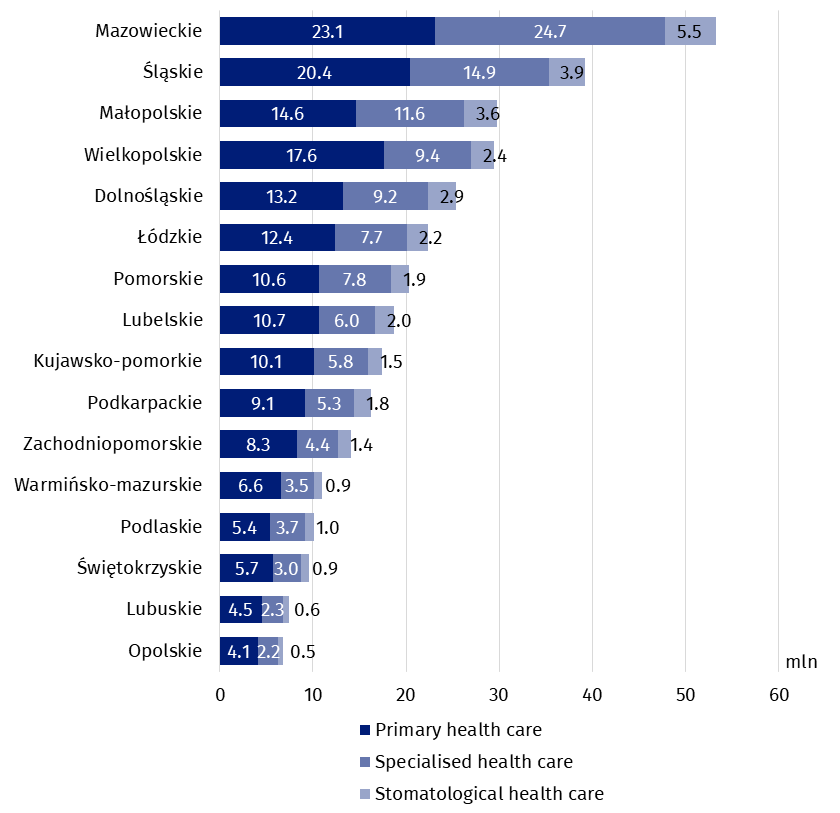 Mazowieckie 23.1 24.7 5.5
Śląskie 20.4 14.9 3.9
Małopolskie 14.6 11.6 3.6
Wielkopolskie 17.6 9.4 2.4
Dolnośląskie 13.2 9.2 2.9
Łódzkie 12.4 7.7 2.2
Pomorskie 10.6 7.8 1.9
Lubelskie 10.7 6.0 2.0
Kujawsko-pomorkie 10.1 5.8 1.5
Podkarpackie 9.1 5.3 1.8
Zachodniopomorskie 8.3 4.4 1.4
Warmińsko-mazurskie 6.6 3.5 0.9
Podlaskie 5.4 3.7 1.0
Świętokrzyskie 5.7 3.0 0.9
Lubuskie 4.5 2.3 0.6
Opolskie 4.1 2.2 0.5
mln
0 10 20 30 40 50 60
Primary health care
Specialised health care
Stomatological health care